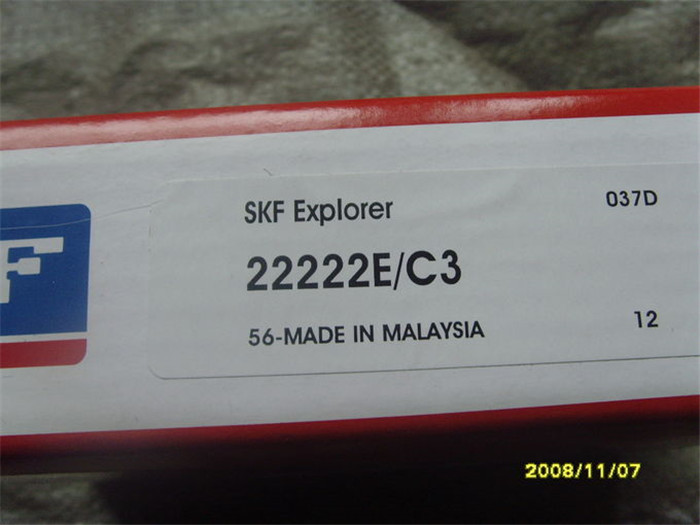 SKF Explorer
037D
22222E/C3
56-MADE IN MALAYSIA
12
F
2008/11/07